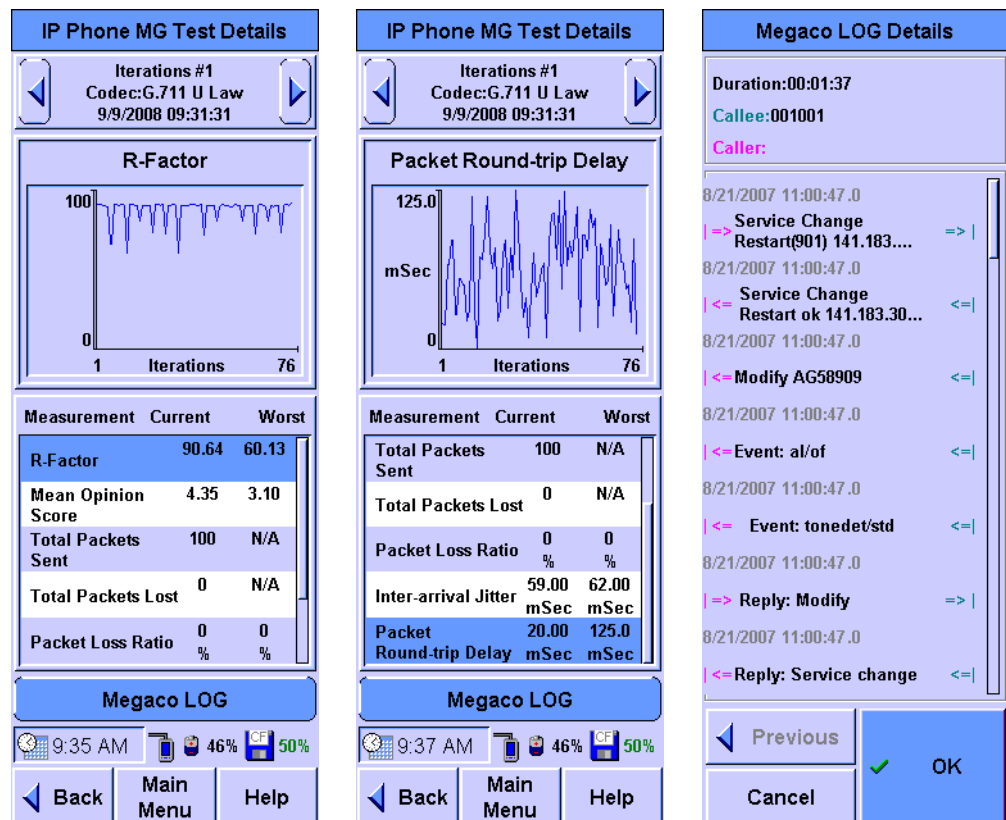 IP Phone MG Test Details
Iterations #1
Codec:G.711 U Law
9/9/2008 09:31:31
R-Factor
100
0
1 Iterations 76
Measurement Current Worst
R-Factor 90.64 60.13
Mean Opinion Score 4.35 3.10
Total Packets Sent 100 N/A
Total Packets Lost 0 N/A
Packet Loss Ratio 0 % 0 %
Megaco LOG
9:35 AM 46% CF 50%
Back Main Menu Help
IP Phone MG Test Details
Iterations #1
Codec:G.711 U Law
9/9/2008 09:31:31
Packet Round-trip Delay
125.0
mSec
0
1 Iterations 76
Measurement Current Worst
Total Packets Sent 100 N/A
Total Packets Lost 0 N/A
Packet Loss Ratio 0 % 0 %
Inter-arrival Jitter 59.00 mSec 62.00 mSec
Packet Round-trip Delay 20.00 mSec 125.0 mSec
Megaco LOG
9:37 AM 46% CF 50%
Back Main Menu Help
Megaco LOG Details
Duration:00:01:37
Callee:001001
Caller:
8/21/2007 11:00:47.0
|=> Service Change =>|
Restart(901) 141.183....
8/21/2007 11:00:47.0
|<= Service Change <=|
Restart ok 141.183.30...
8/21/2007 11:00:47.0
|<=Modify AG58909 <=|
8/21/2007 11:00:47.0
|<=Event: al/of <=|
8/21/2007 11:00:47.0
|<= Event: tonedet/std <=|
8/21/2007 11:00:47.0
|=> Reply: Modify =>|
8/21/2007 11:00:47.0
|<=Reply: Service change <=|
Previous
OK
Cancel